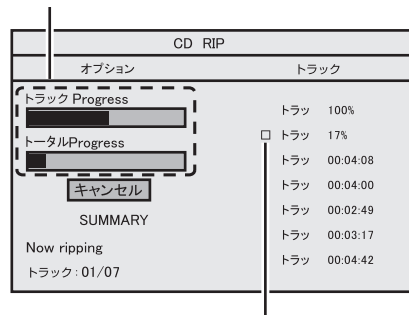 CD RIP
オプション
トラック
トラック Progress
トータルProgress
キャンセル
SUMMARY
Now ripping
トラック：01/07
トラッ 100%
トラッ 17%
トラッ 00:04:08
トラッ 00:04:00
トラッ 00:02:49
トラッ 00:03:17
トラッ 00:04:42